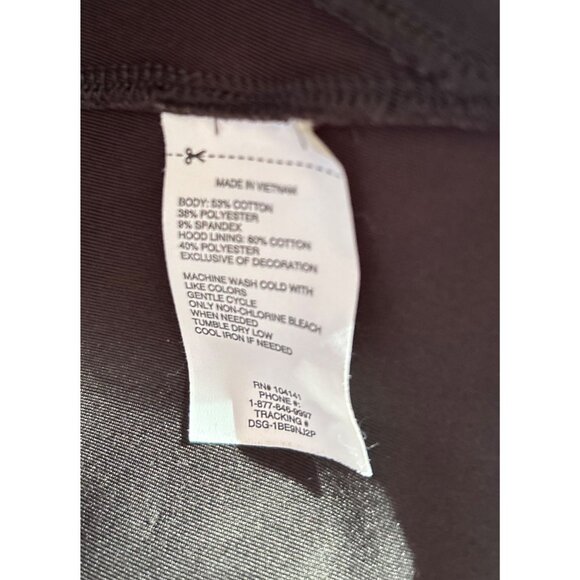 MADE IN VIETNAM
BODY: 53% COTTON
38% POLYESTER
9% SPANDEX
HOOD LINING: 60% COTTON
40% POLYESTER
EXCLUSIVE OF DECORATION
MACHINE WASH COLD WITH
LIKE COLORS
GENTLE CYCLE
ONLY NON-CHLORINE BLEACH
WHEN NEEDED
TUMBLE DRY LOW
COOL IRON IF NEEDED
RN# 104141
PHONE #:
1-877-846-9997
TRACKING #
DSG-1BE9NJ2P